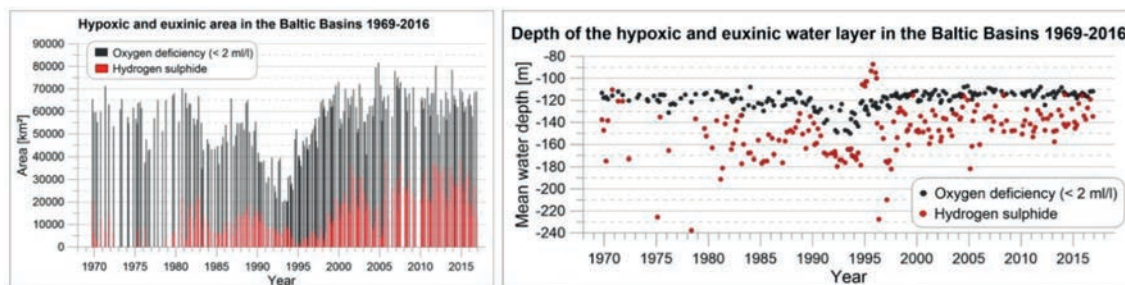 Hypoxic and euxinic area in the Baltic Basins 1969-2016
90000
80000
70000
60000
50000
40000
30000
20000
10000
0
Area [km²]
Oxygen deficiency (< 2 ml/l)
Hydrogen sulphide
1970 1975 1980 1985 1990 1995 2000 2005 2010 2015
Year
Depth of the hypoxic and euxinic water layer in the Baltic Basins 1969-2016
-80
-100
-120
-140
-160
-180
-200
-220
-240
Mean water depth [m]
Oxygen deficiency (< 2 ml/l)
Hydrogen sulphide
1970 1975 1980 1985 1990 1995 2000 2005 2010 2015
Year